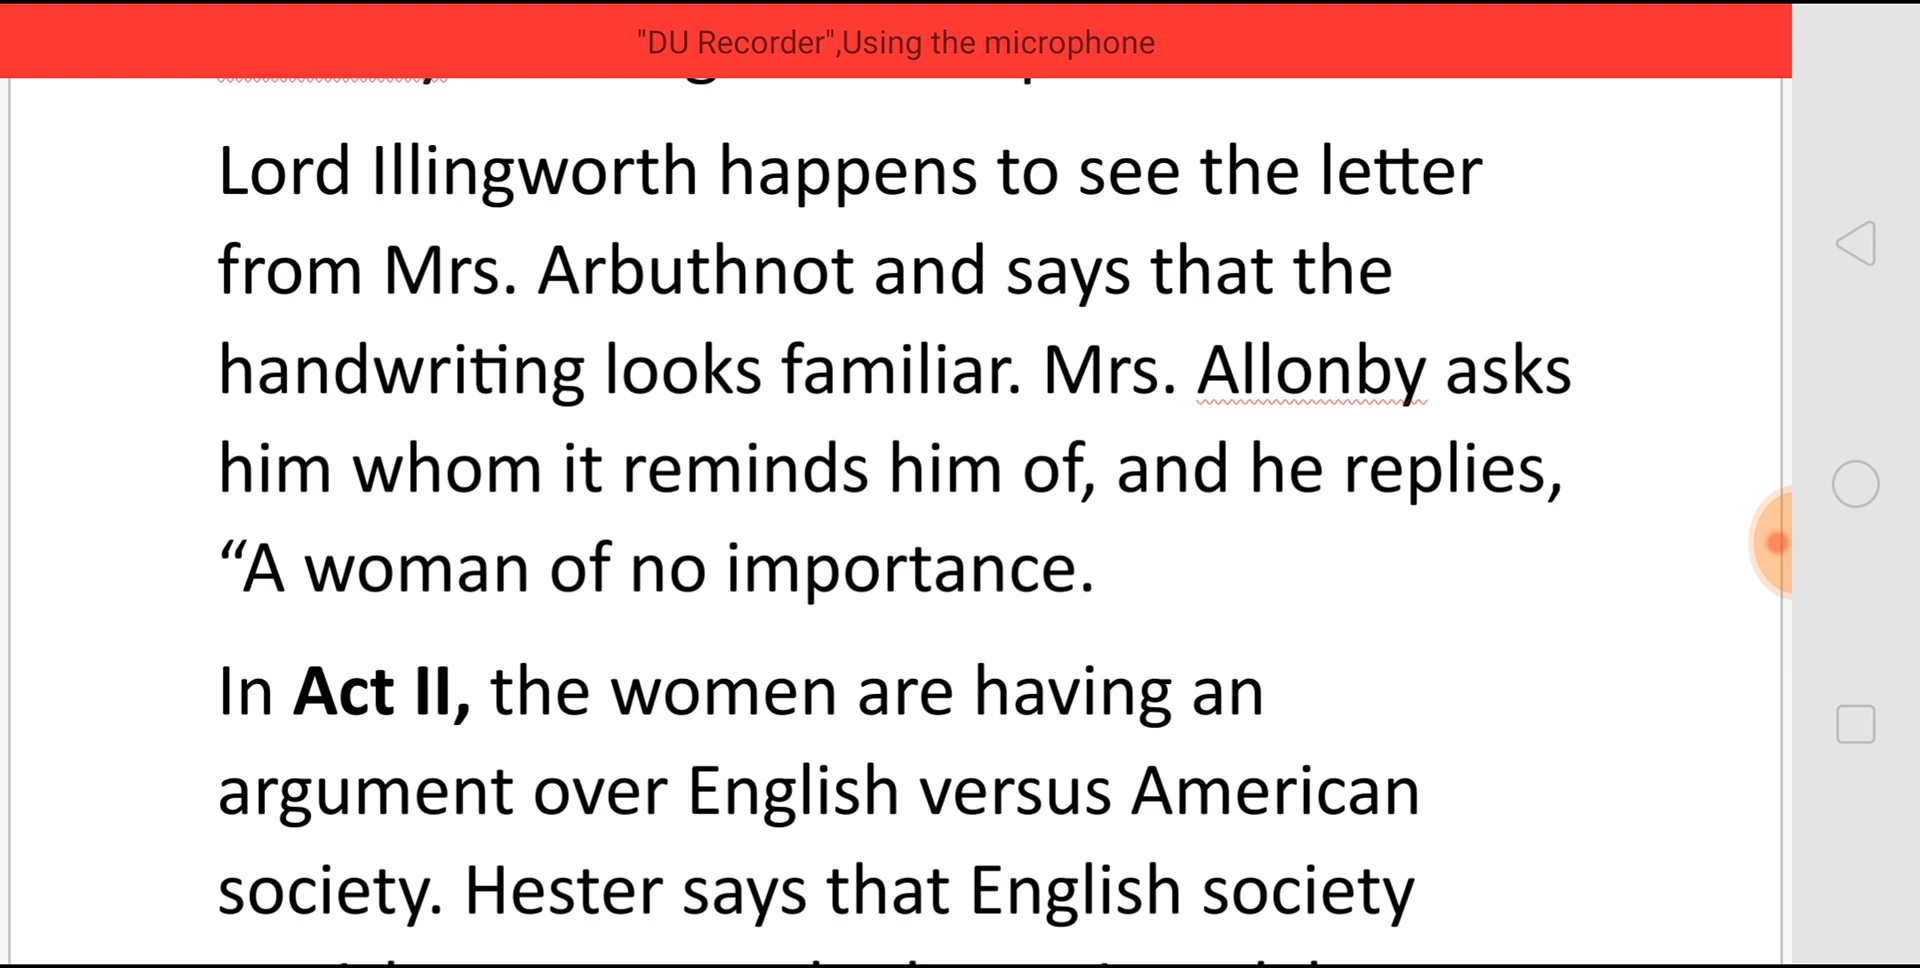 "DU Recorder",Using the microphone
Lord Illingworth happens to see the letter
from Mrs. Arbuthnot and says that the
handwriting looks familiar. Mrs. Allonby asks
him whom it reminds him of, and he replies,
“A woman of no importance.
In Act II, the women are having an
argument over English versus American
society. Hester says that English society